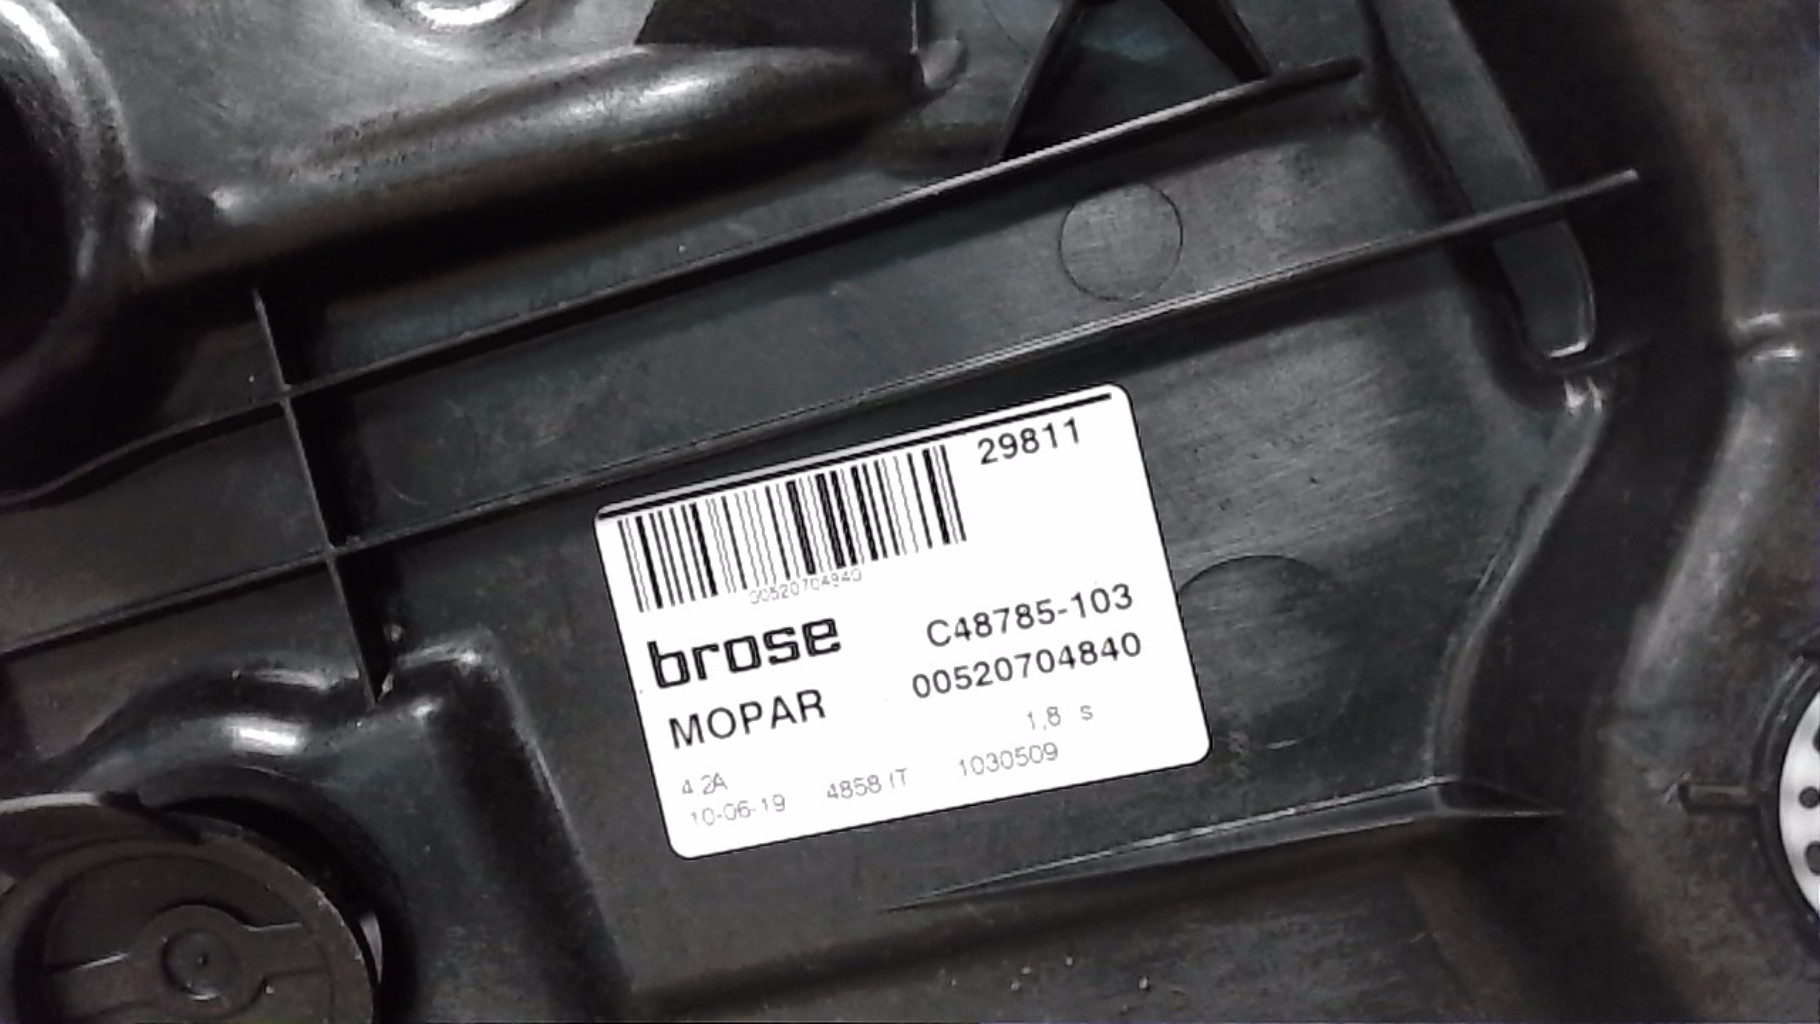 29811
00520704840
brose C48785-103
MOPAR 00520704840
1,8 s
4.2A
10-06-19 4858 IT 1030509